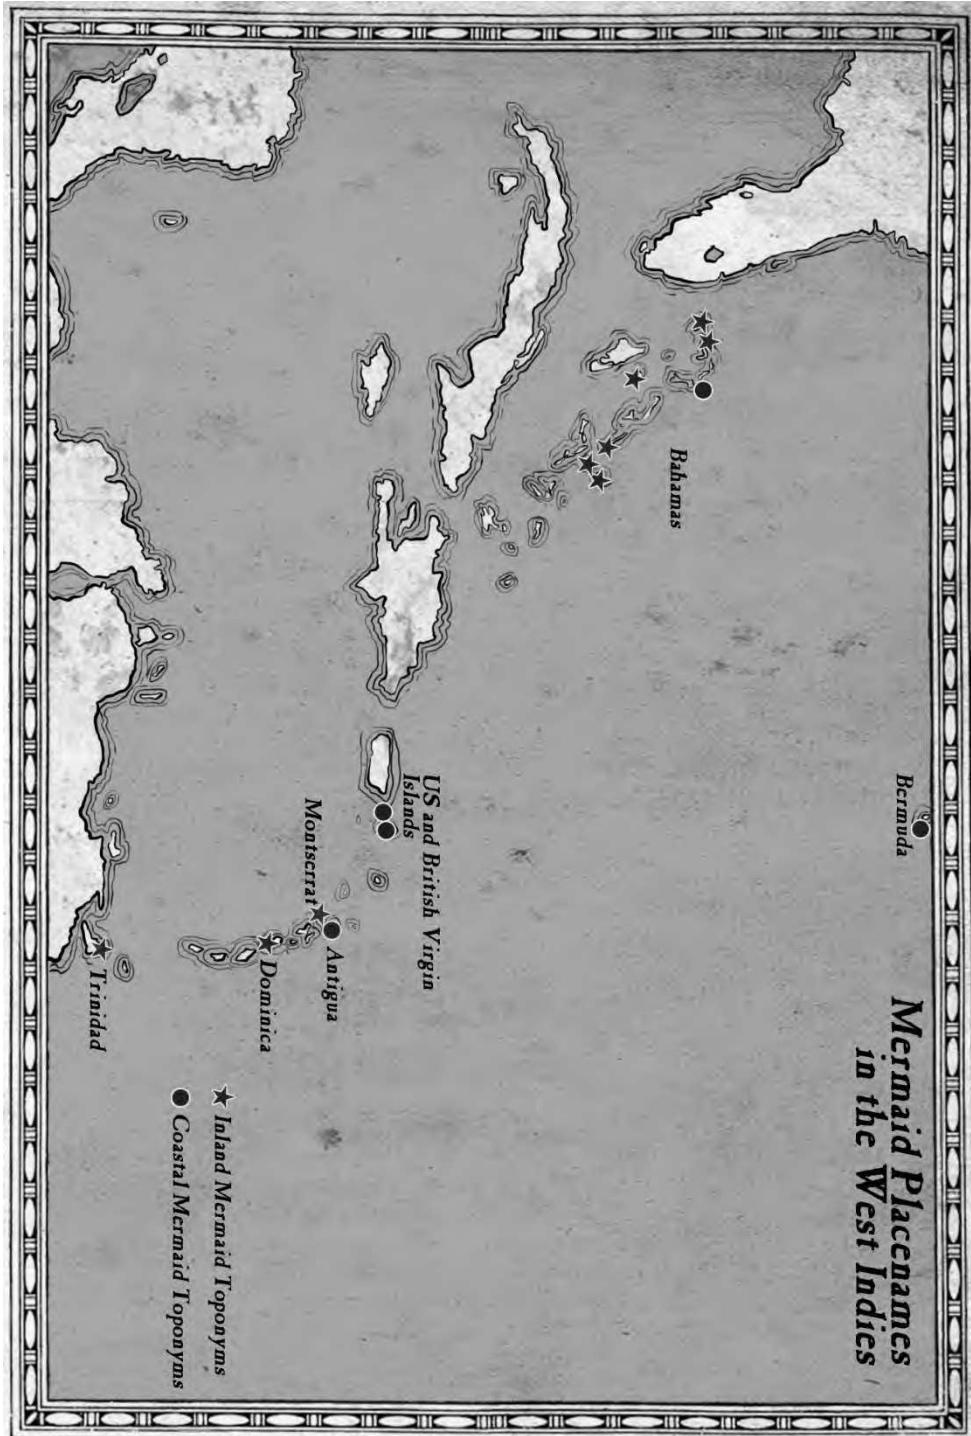 Mermaid Placenames
in the West Indies
Bermuda
Bahamas
US and British Virgin
Islands
Montserrat
Antigua
Dominica
Trinidad
Inland Mermaid Toponyms
Coastal Mermaid Toponyms